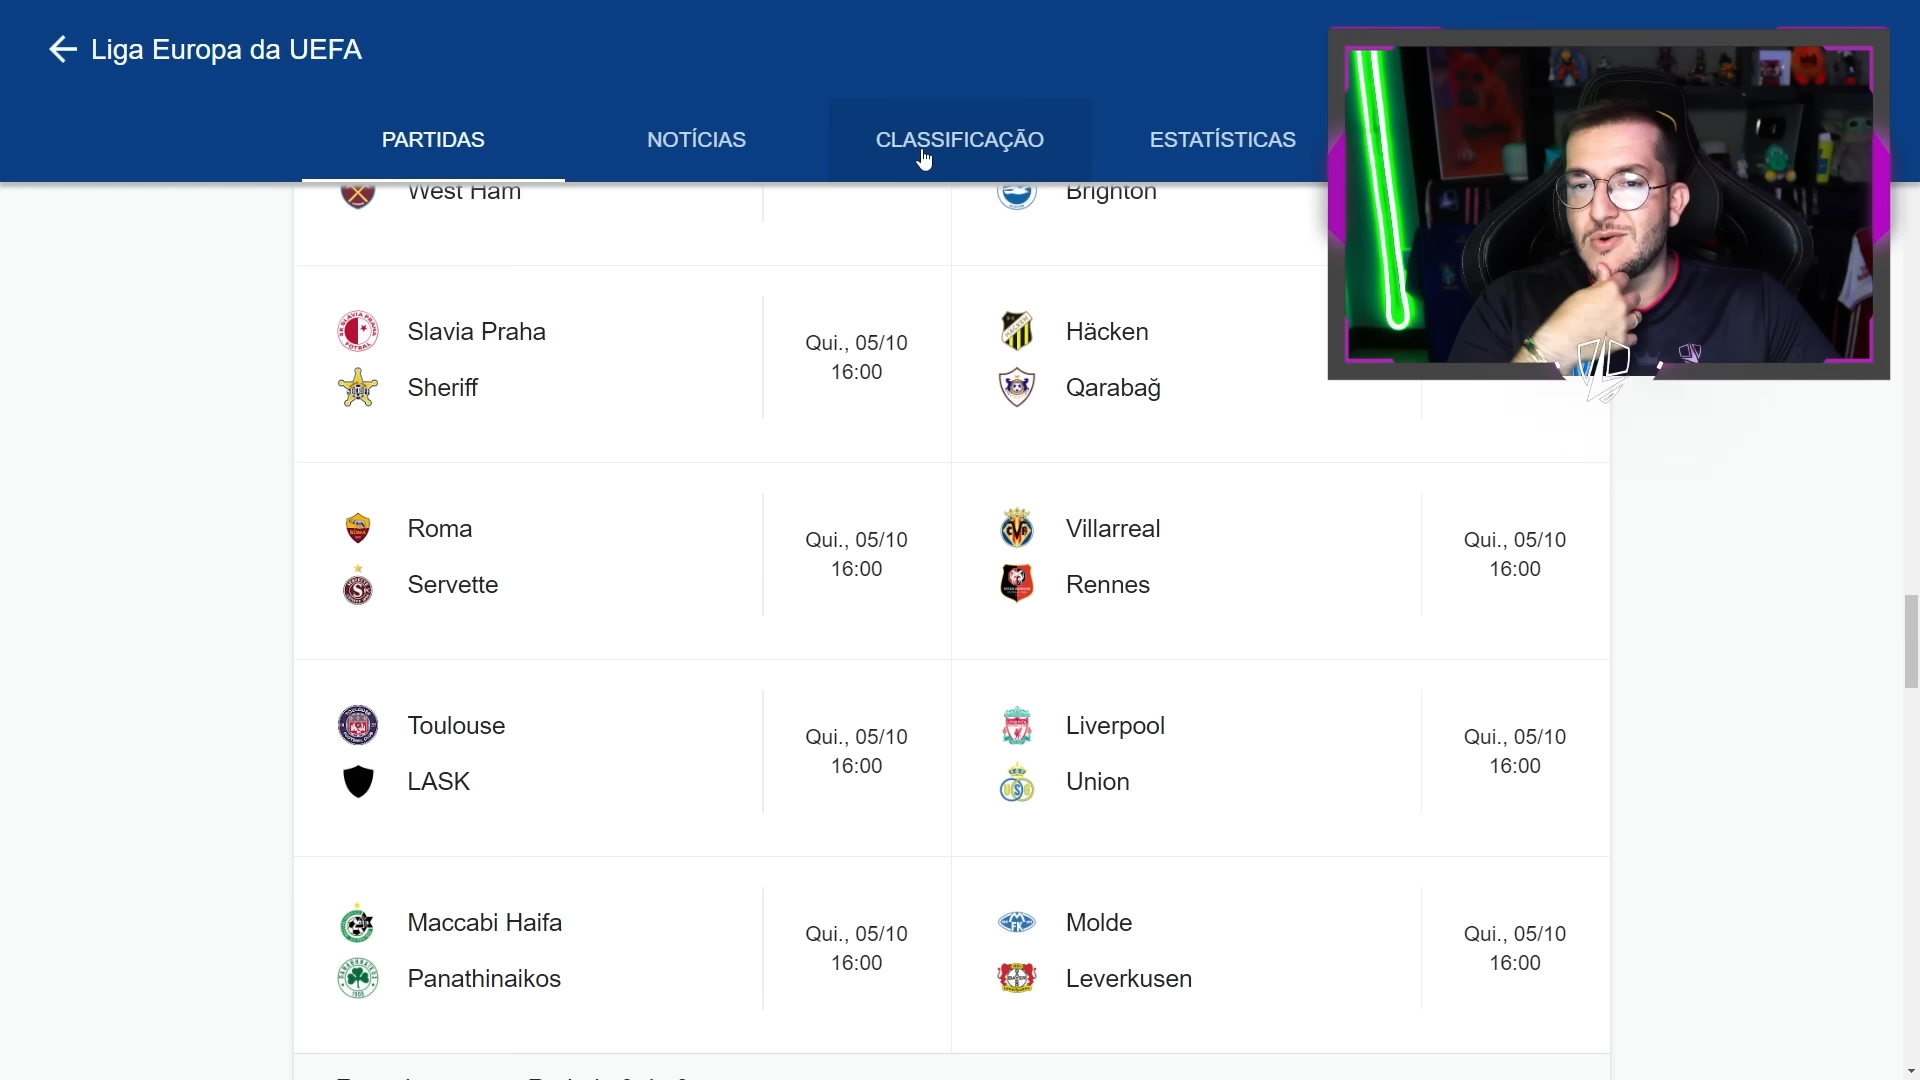 Liga Europa da UEFA
PARTIDAS
NOTÍCIAS
CLASSIFICAÇÃO
ESTATÍSTICAS
West Ham
Brighton
Slavia Praha
Sheriff
Qui., 05/10
16:00
Häcken
Qarabağ
Roma
Servette
Qui., 05/10
16:00
Villarreal
Rennes
Qui., 05/10
16:00
Toulouse
LASK
Qui., 05/10
16:00
Liverpool
Union
Qui., 05/10
16:00
Maccabi Haifa
Panathinaikos
Qui., 05/10
16:00
Molde
Leverkusen
Qui., 05/10
16:00